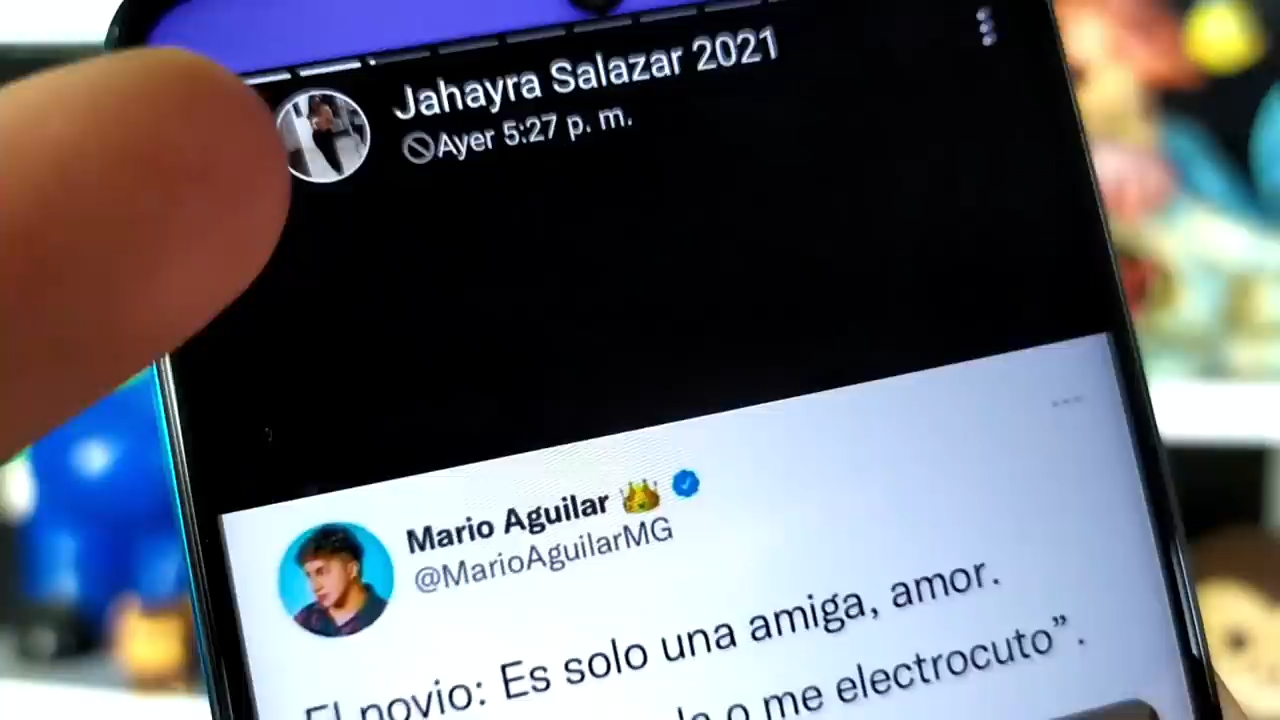 Jahayra Salazar 2021
Ayer 5:27 p. m.
Mario Aguilar
@MarioAguilarMG
El novio: Es solo una amiga, amor.
o me electrocuto”.